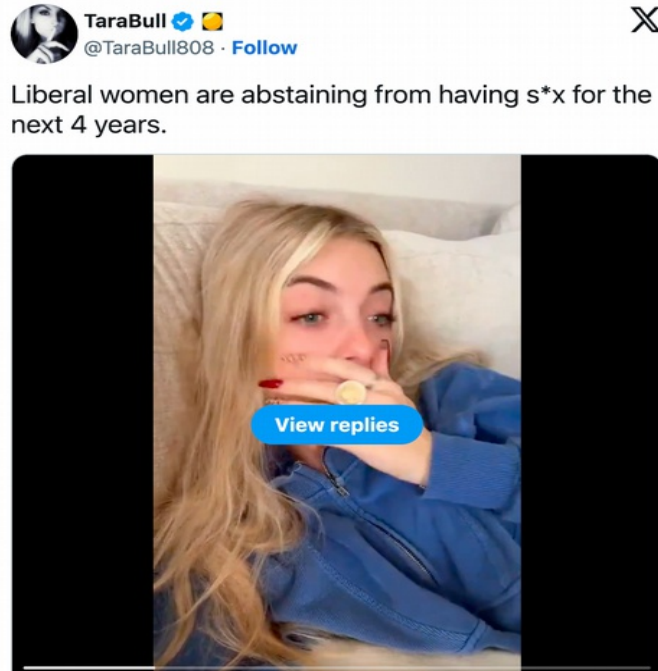 TaraBull
@TaraBull808 · Follow
Liberal women are abstaining from having s*x for the
next 4 years.
View replies